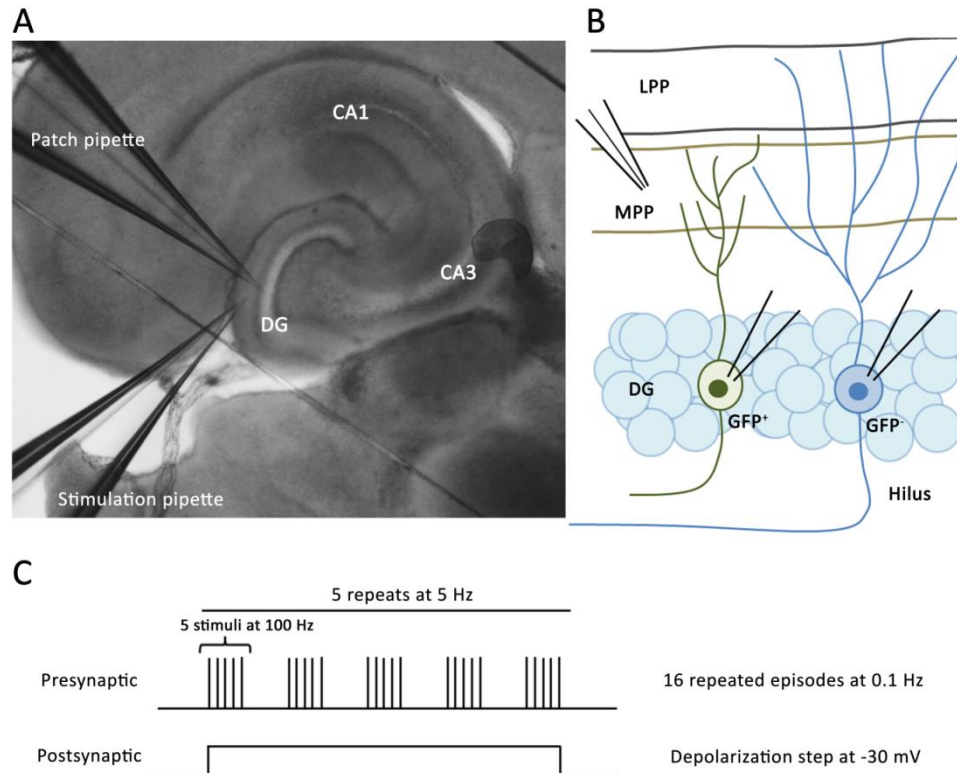 A
Patch pipette
CA1
CA3
DG
Stimulation pipette
B
LPP
MPP
DG
GFP⁺
GFP⁻
Hilus
C
5 repeats at 5 Hz
5 stimuli at 100 Hz
Presynaptic
16 repeated episodes at 0.1 Hz
Postsynaptic
Depolarization step at -30 mV